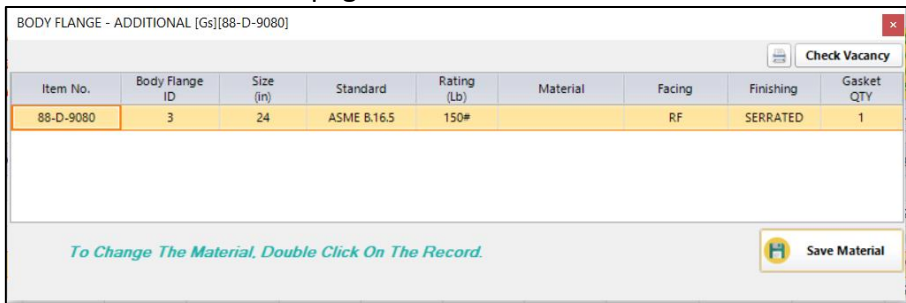 BODY FLANGE - ADDITIONAL [Gs][88-D-9080]
Check Vacancy
Item No. Body Flange ID Size (in) Standard Rating (Lb) Material Facing Finishing Gasket QTY
88-D-9080 3 24 ASME B.16.5 150# RF SERRATED 1
To Change The Material, Double Click On The Record.
Save Material